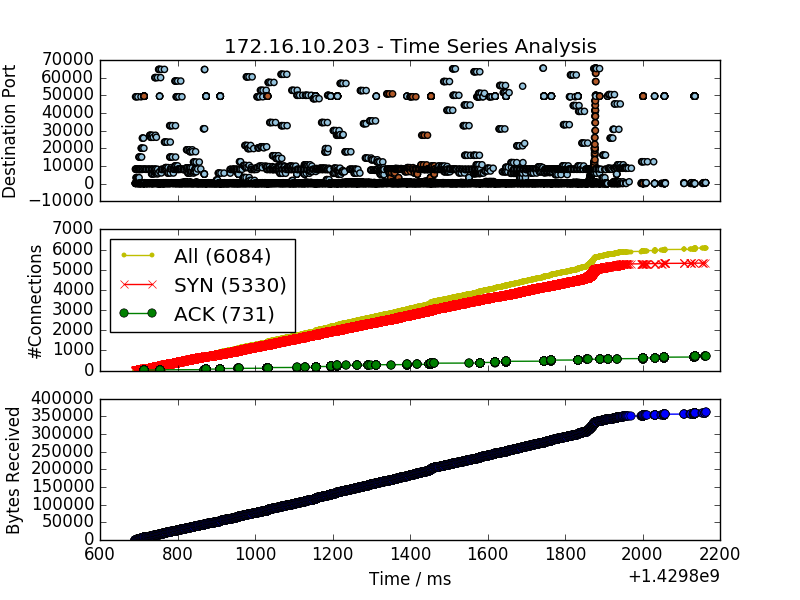 172.16.10.203 - Time Series Analysis
Destination Port
70000
60000
50000
40000
30000
20000
10000
0
−10000
#Connections
7000
6000
5000
4000
3000
2000
1000
0
All (6084)
SYN (5330)
ACK (731)
Bytes Received
400000
350000
300000
250000
200000
150000
100000
50000
0
600 800 1000 1200 1400 1600 1800 2000 2200
Time / ms
+1.4298e9